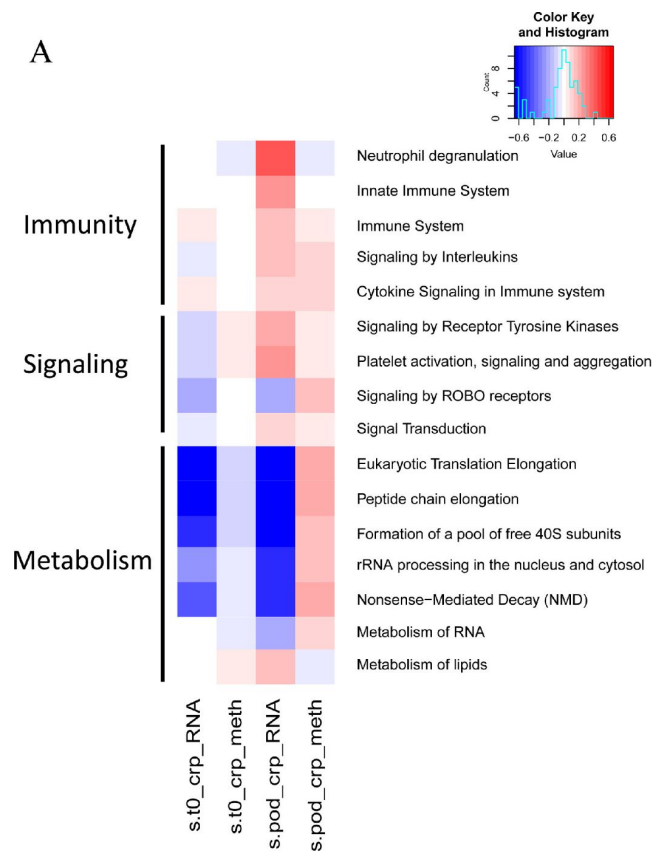 A
Color Key
and Histogram
Count
0 4 8
−0.6 −0.2 0.2 0.6
Value
Immunity
Neutrophil degranulation
Innate Immune System
Immune System
Signaling by Interleukins
Cytokine Signaling in Immune system
Signaling
Signaling by Receptor Tyrosine Kinases
Platelet activation, signaling and aggregation
Signaling by ROBO receptors
Signal Transduction
Metabolism
Eukaryotic Translation Elongation
Peptide chain elongation
Formation of a pool of free 40S subunits
rRNA processing in the nucleus and cytosol
Nonsense−Mediated Decay (NMD)
Metabolism of RNA
Metabolism of lipids
s.t0_crp_RNA
s.t0_crp_meth
s.pod_crp_RNA
s.pod_crp_meth